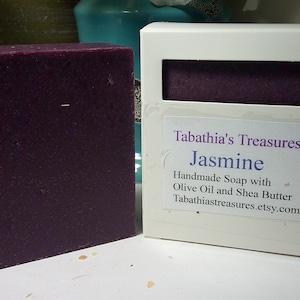 Tabathia's Treasures
Jasmine
Handmade Soap with
Olive Oil and Shea Butter
Tabathiastreasures.etsy.com